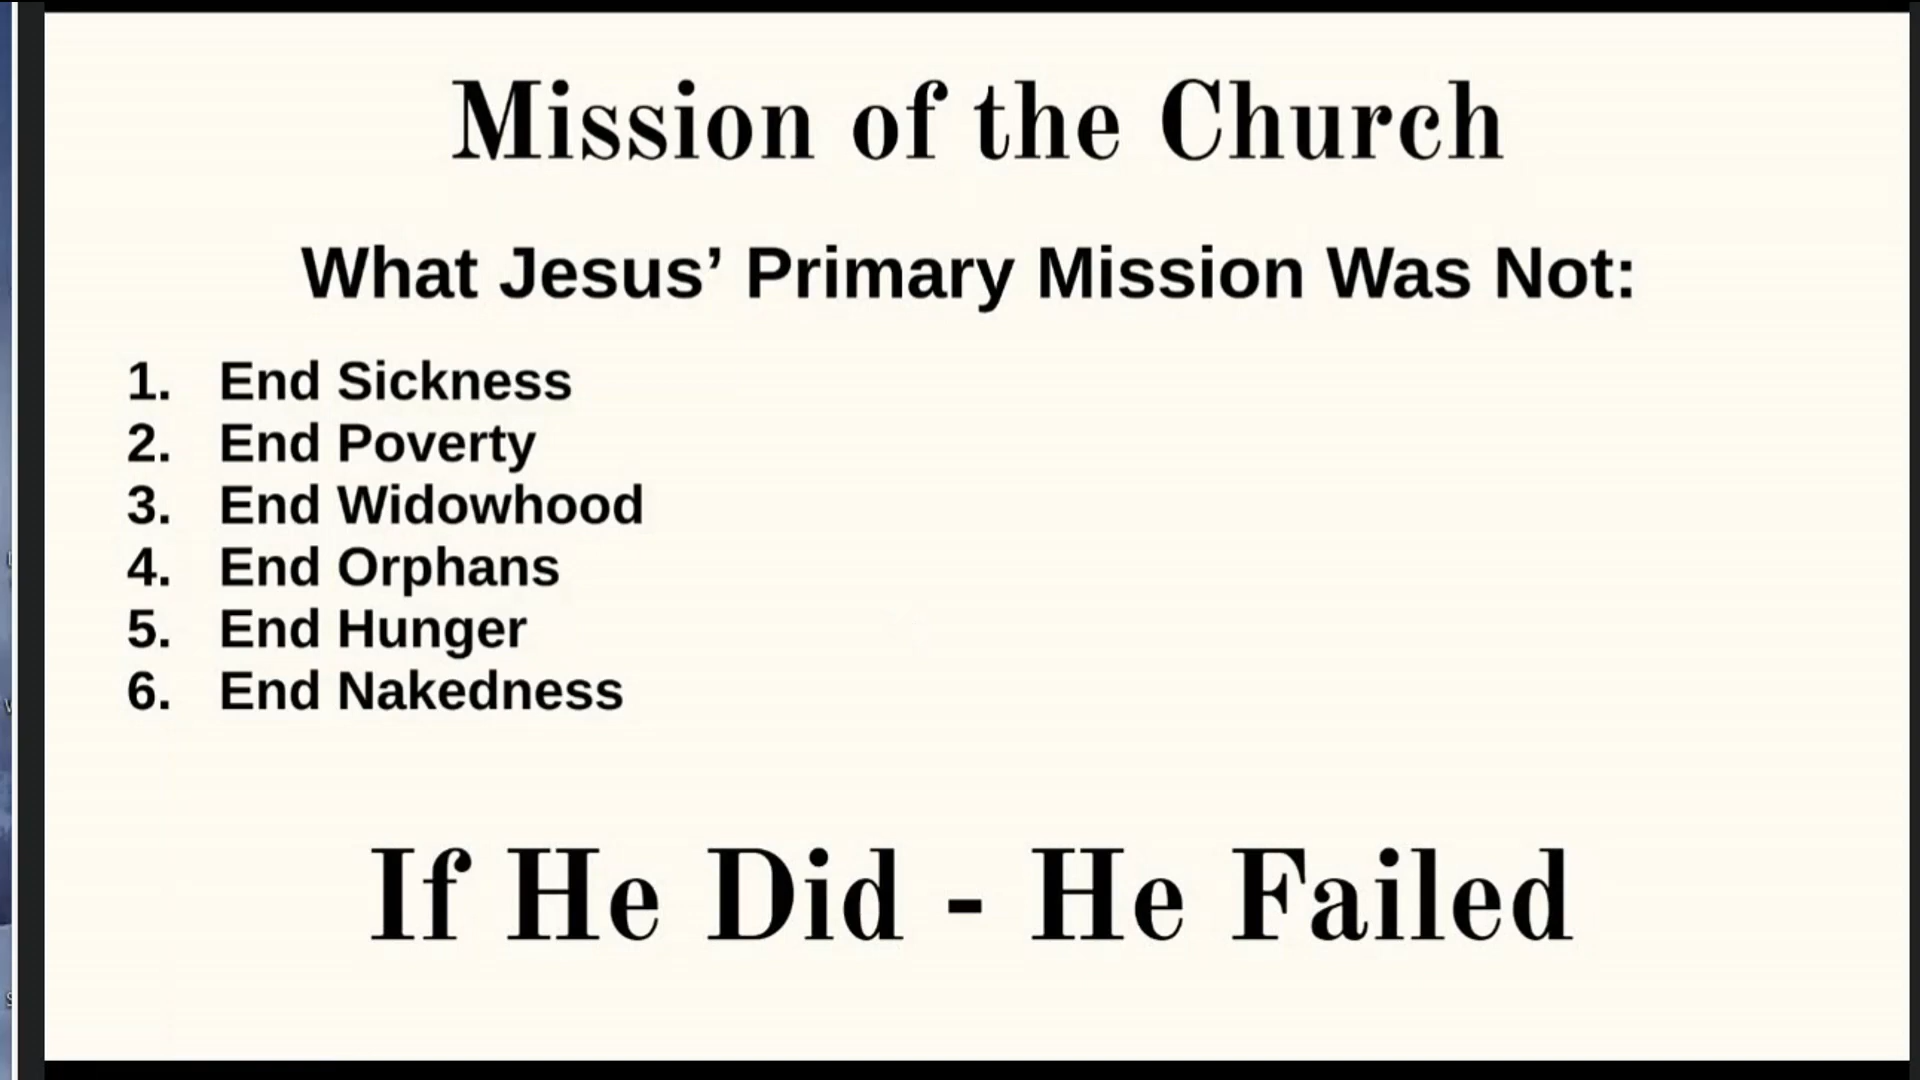 Mission of the Church
What Jesus’ Primary Mission Was Not:
1. End Sickness
2. End Poverty
3. End Widowhood
4. End Orphans
5. End Hunger
6. End Nakedness
If He Did - He Failed